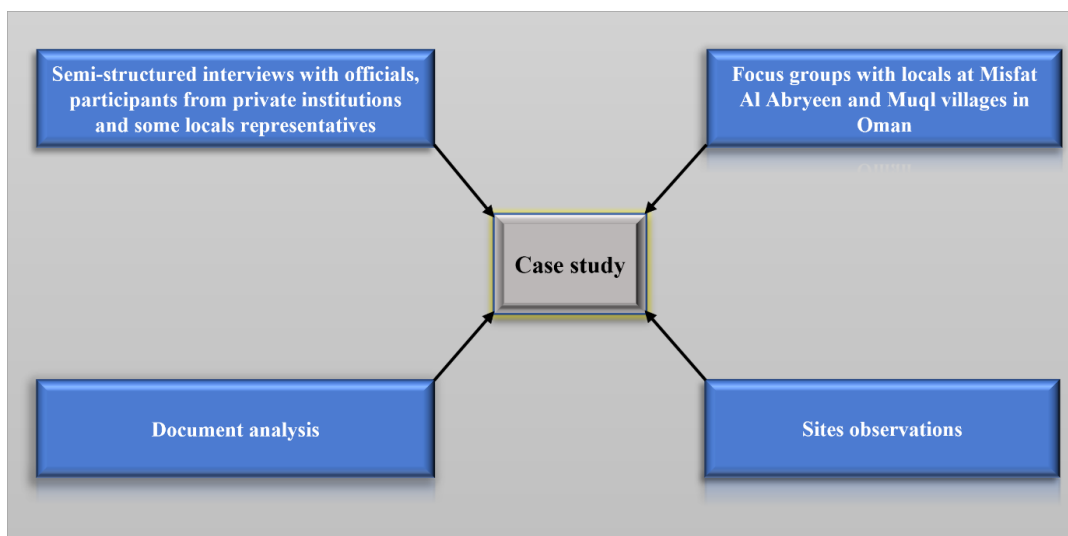 Semi-structured interviews with officials,
participants from private institutions
and some locals representatives
Focus groups with locals at Misfat
Al Abryeen and Muql villages in
Oman
Case study
Document analysis
Sites observations